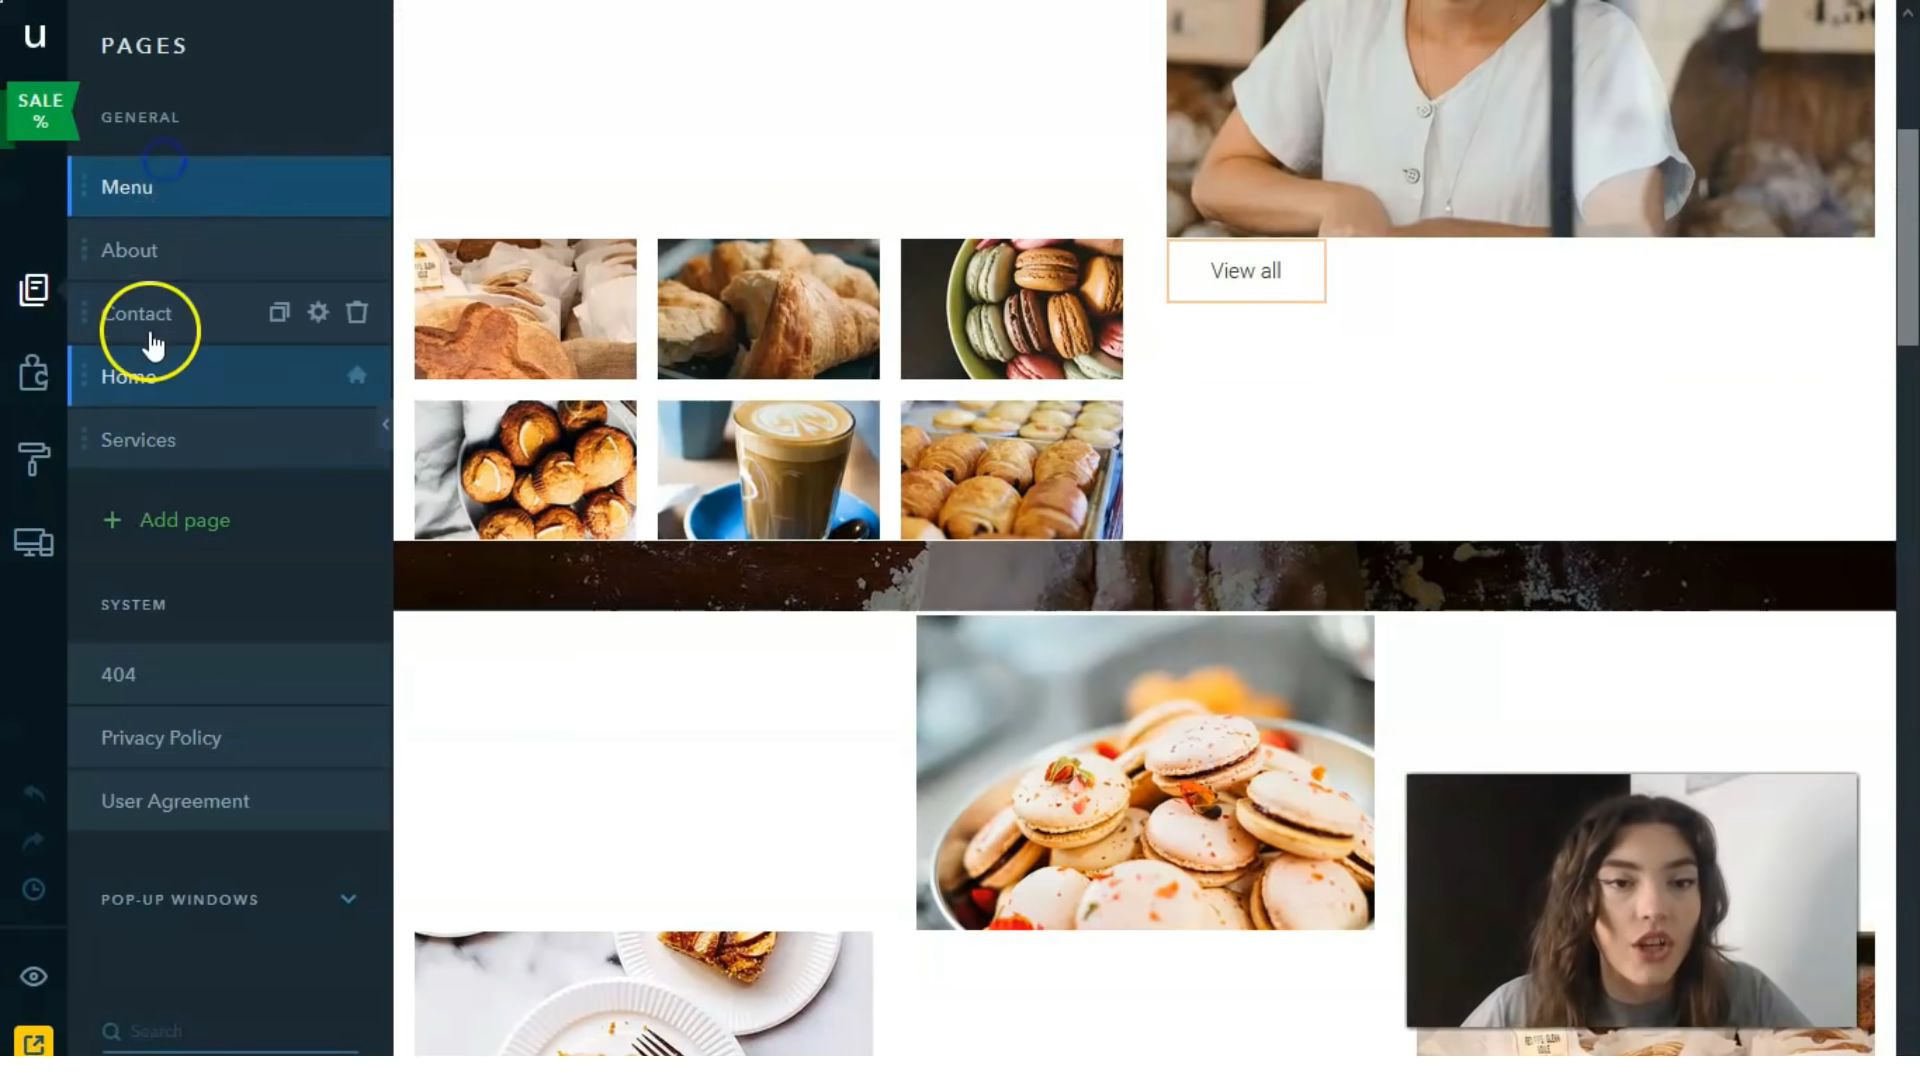 u
PAGES
SALE
%
GENERAL
Menu
About
Contact
Home
Services
+ Add page
SYSTEM
404
Privacy Policy
User Agreement
POP-UP WINDOWS
Search
View all